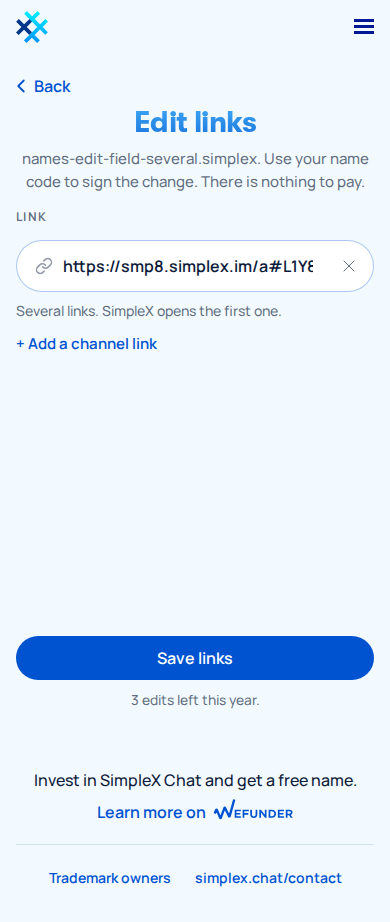 Back
Edit links
names-edit-field-several.simplex. Use your name
code to sign the change. There is nothing to pay.
LINK
https://smp8.simplex.im/a#L1Y8
Several links. SimpleX opens the first one.
+ Add a channel link
Save links
3 edits left this year.
Invest in SimpleX Chat and get a free name.
Learn more on WEFUNDER
Trademark owners simplex.chat/contact